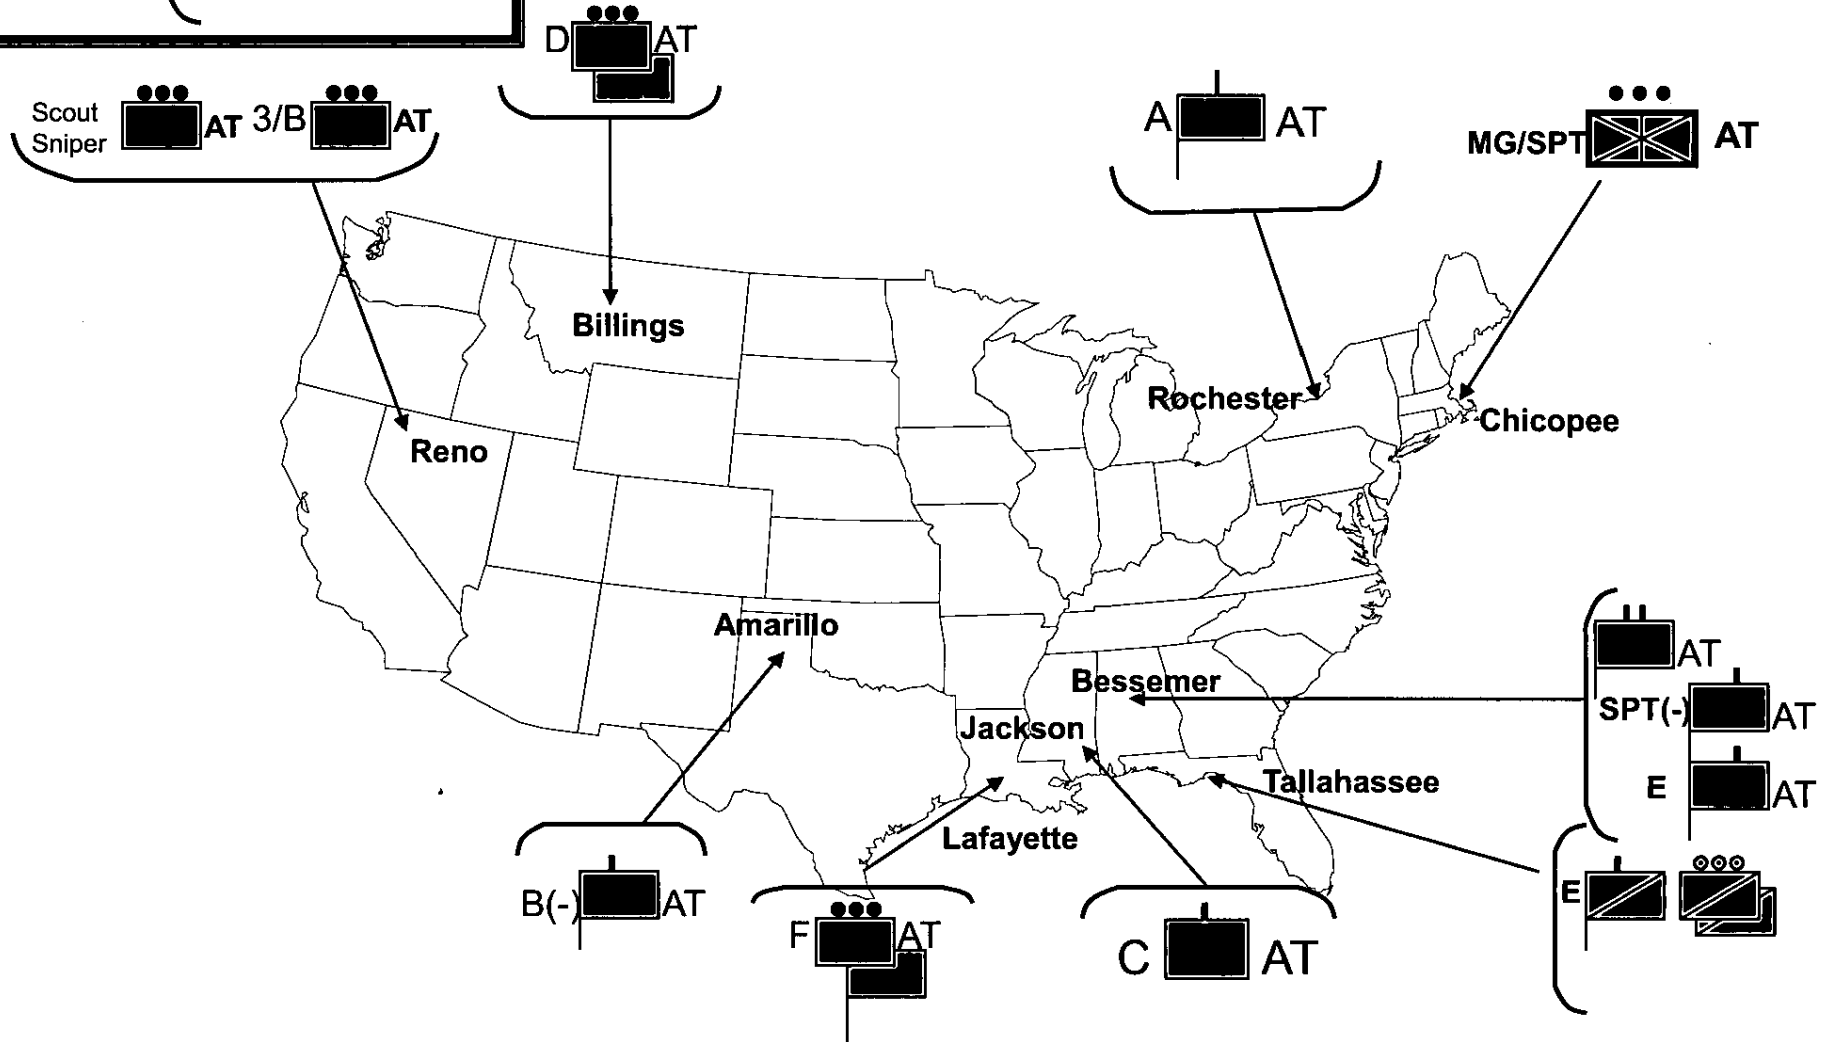 D AT
Scout
Sniper
AT 3/B AT
A AT
MG/SPT AT
Billings
Rochester
Chicopee
Reno
Amarillo
Bessemer
Jackson
Tallahassee
Lafayette
AT
SPT(-) AT
E AT
E
B(-) AT
F AT
C AT